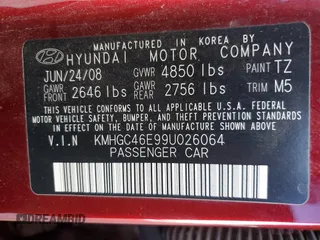 MANUFACTURED IN KOREA BY
HYUNDAI MOTOR COMPANY
JUN/24/08 GVWR 4850 lbs PAINT TZ
GAWR FRONT 2646 lbs GAWR REAR 2756 lbs TRIM M5
THIS VEHICLE CONFORMS TO ALL APPLICABLE
FEDERAL MOTOR VEHICLE SAFETY, BUMPER
AND THEFT PREVENTION STANDARDS IN
EFFECT ON THE DATE OF MANUFACTURE
SHOWN ABOVE.
V.I.N KMHGC46E99U026064
PASSENGER CAR
DREAMBID